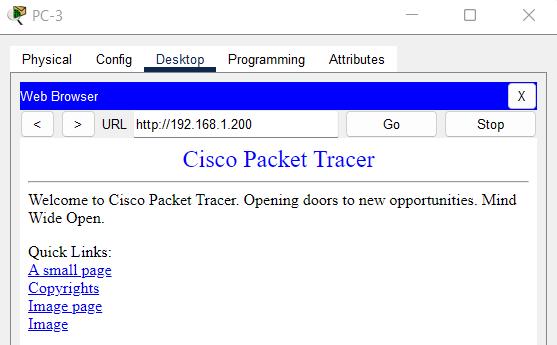 PC-3
Physical Config Desktop Programming Attributes
Web Browser X
< > URL http://192.168.1.200 Go Stop
Cisco Packet Tracer
Welcome to Cisco Packet Tracer. Opening doors to new opportunities. Mind
Wide Open.
Quick Links:
A small page
Copyrights
Image page
Image